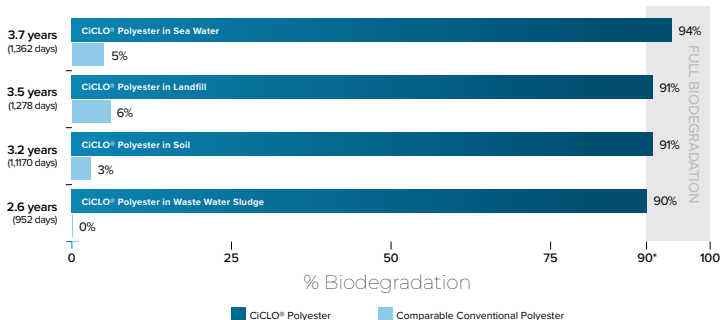 3.7 years
(1,362 days)
CiCLO® Polyester in Sea Water
94%
5%
3.5 years
(1,278 days)
CiCLO® Polyester in Landfill
91%
6%
3.2 years
(1,1170 days)
CiCLO® Polyester in Soil
91%
3%
2.6 years
(952 days)
CiCLO® Polyester in Waste Water Sludge
90%
0%
FULL BIODEGRADATION
0 25 50 75 90* 100
% Biodegradation
CiCLO® Polyester Comparable Conventional Polyester